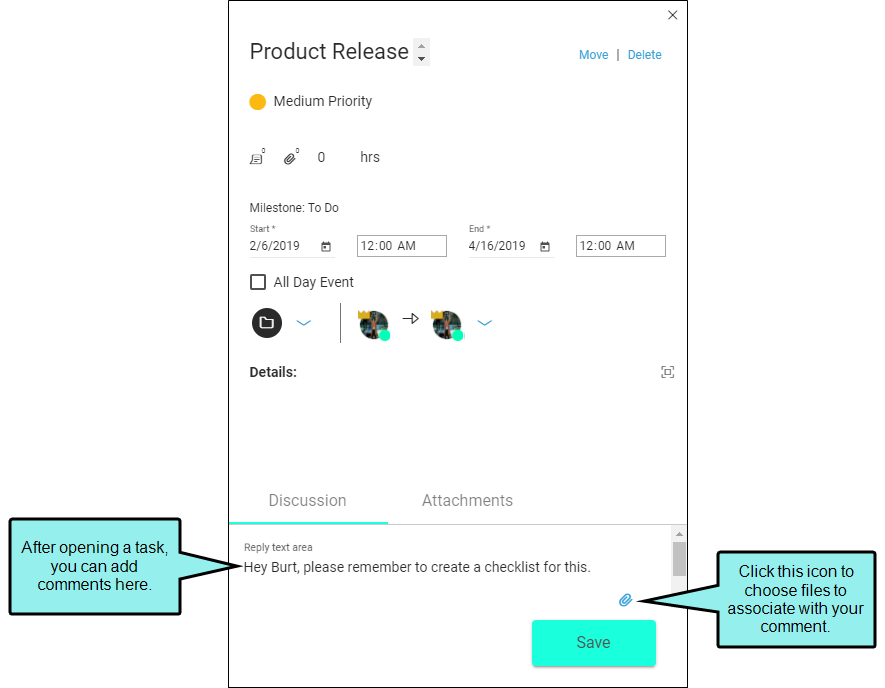 Product Release
Move | Delete
Medium Priority
0 0 0 hrs
Milestone: To Do
Start * End *
2/6/2019 12:00 AM 4/16/2019 12:00 AM
All Day Event
Details:
Discussion Attachments
After opening a task,
you can add
comments here.
Reply text area
Hey Burt, please remember to create a checklist for this.
Click this icon to
choose files to
associate with your
comment.
Save